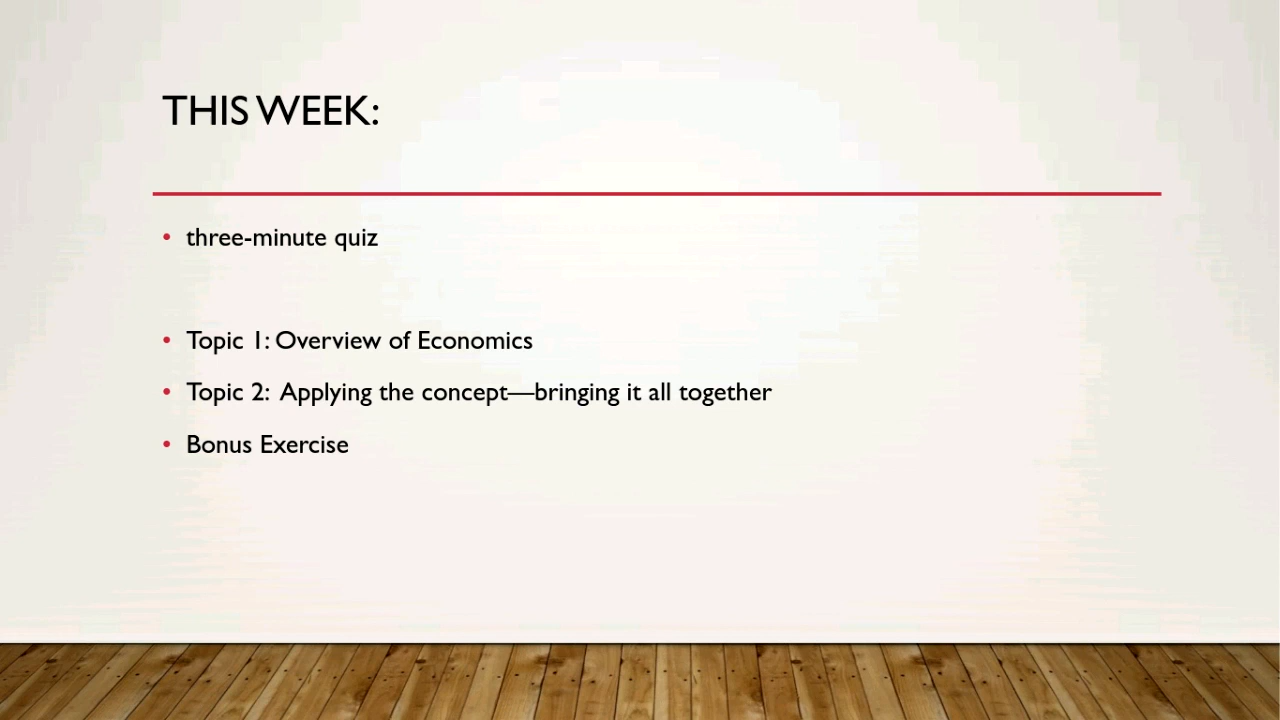 THIS WEEK:
• three-minute quiz
• Topic 1: Overview of Economics
• Topic 2:  Applying the concept—bringing it all together
• Bonus Exercise